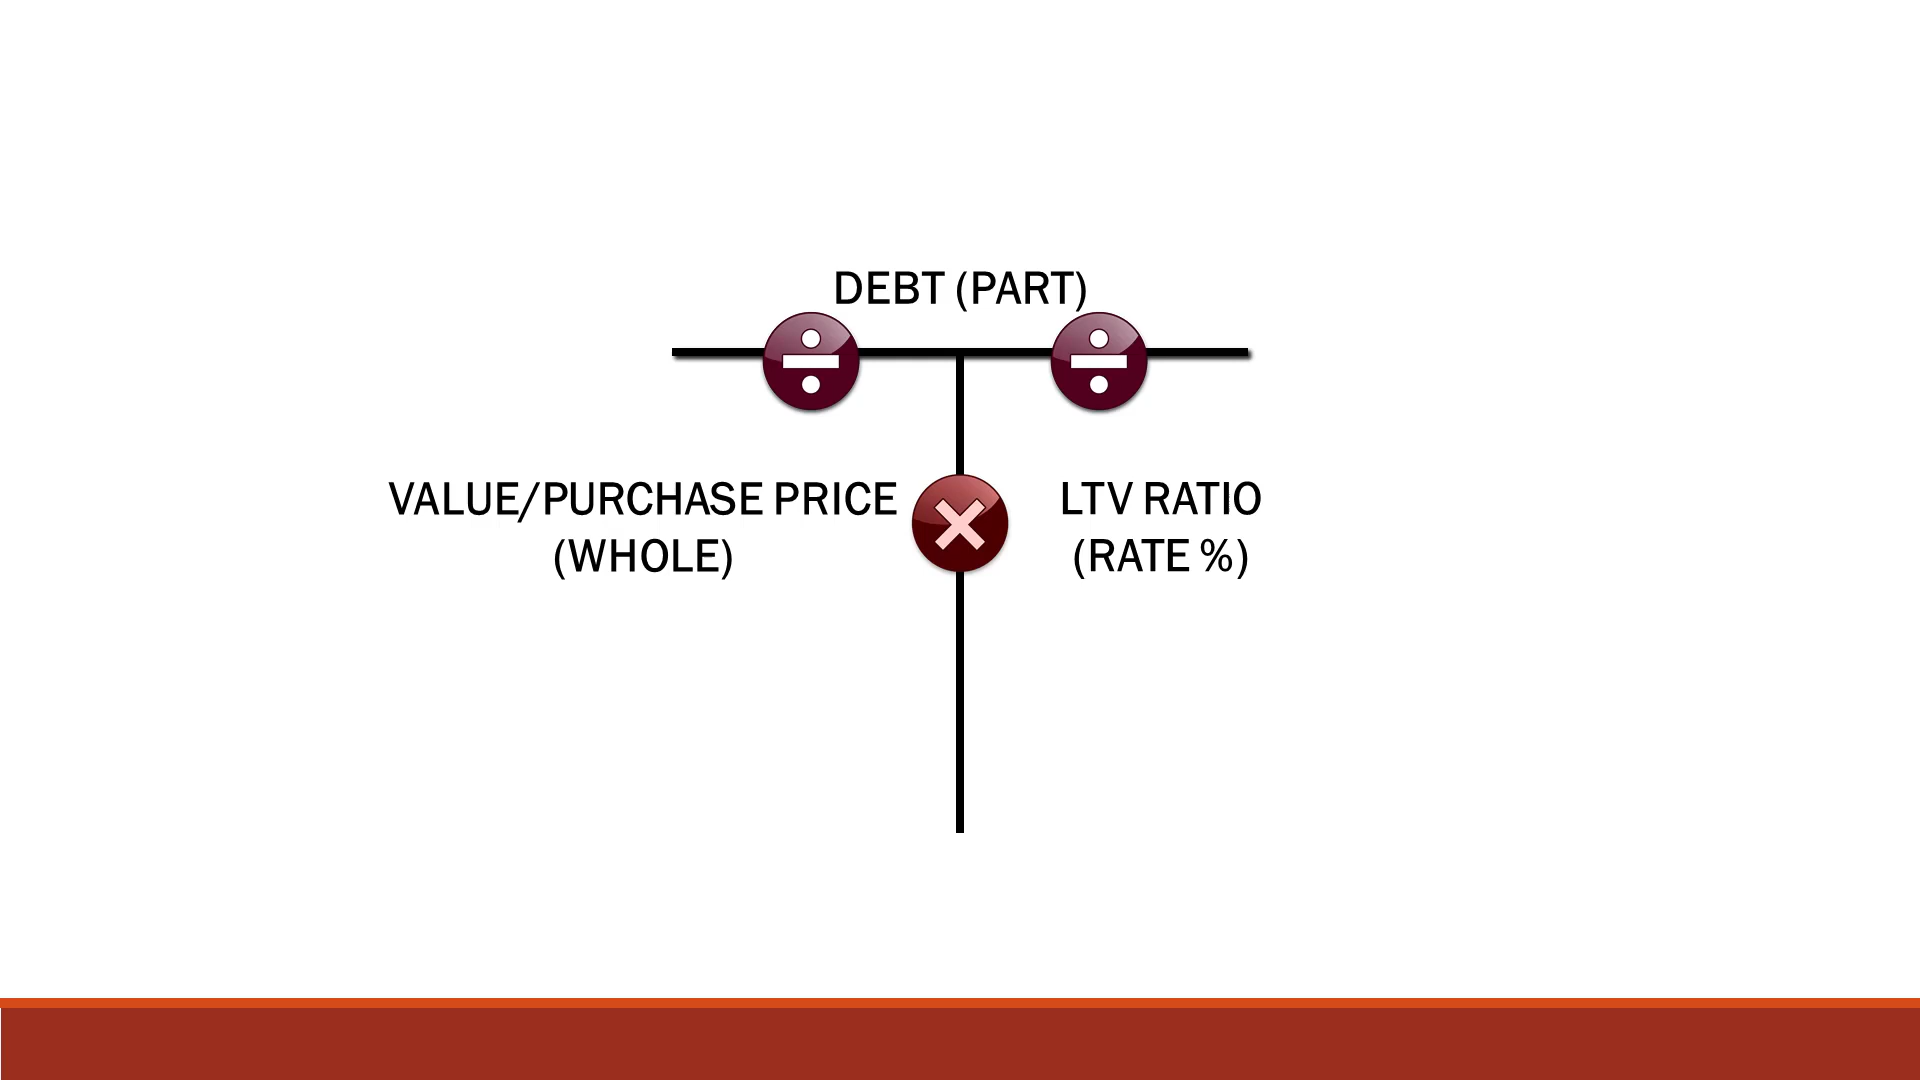 DEBT (PART)
VALUE/PURCHASE PRICE
(WHOLE)
LTV RATIO
(RATE %)